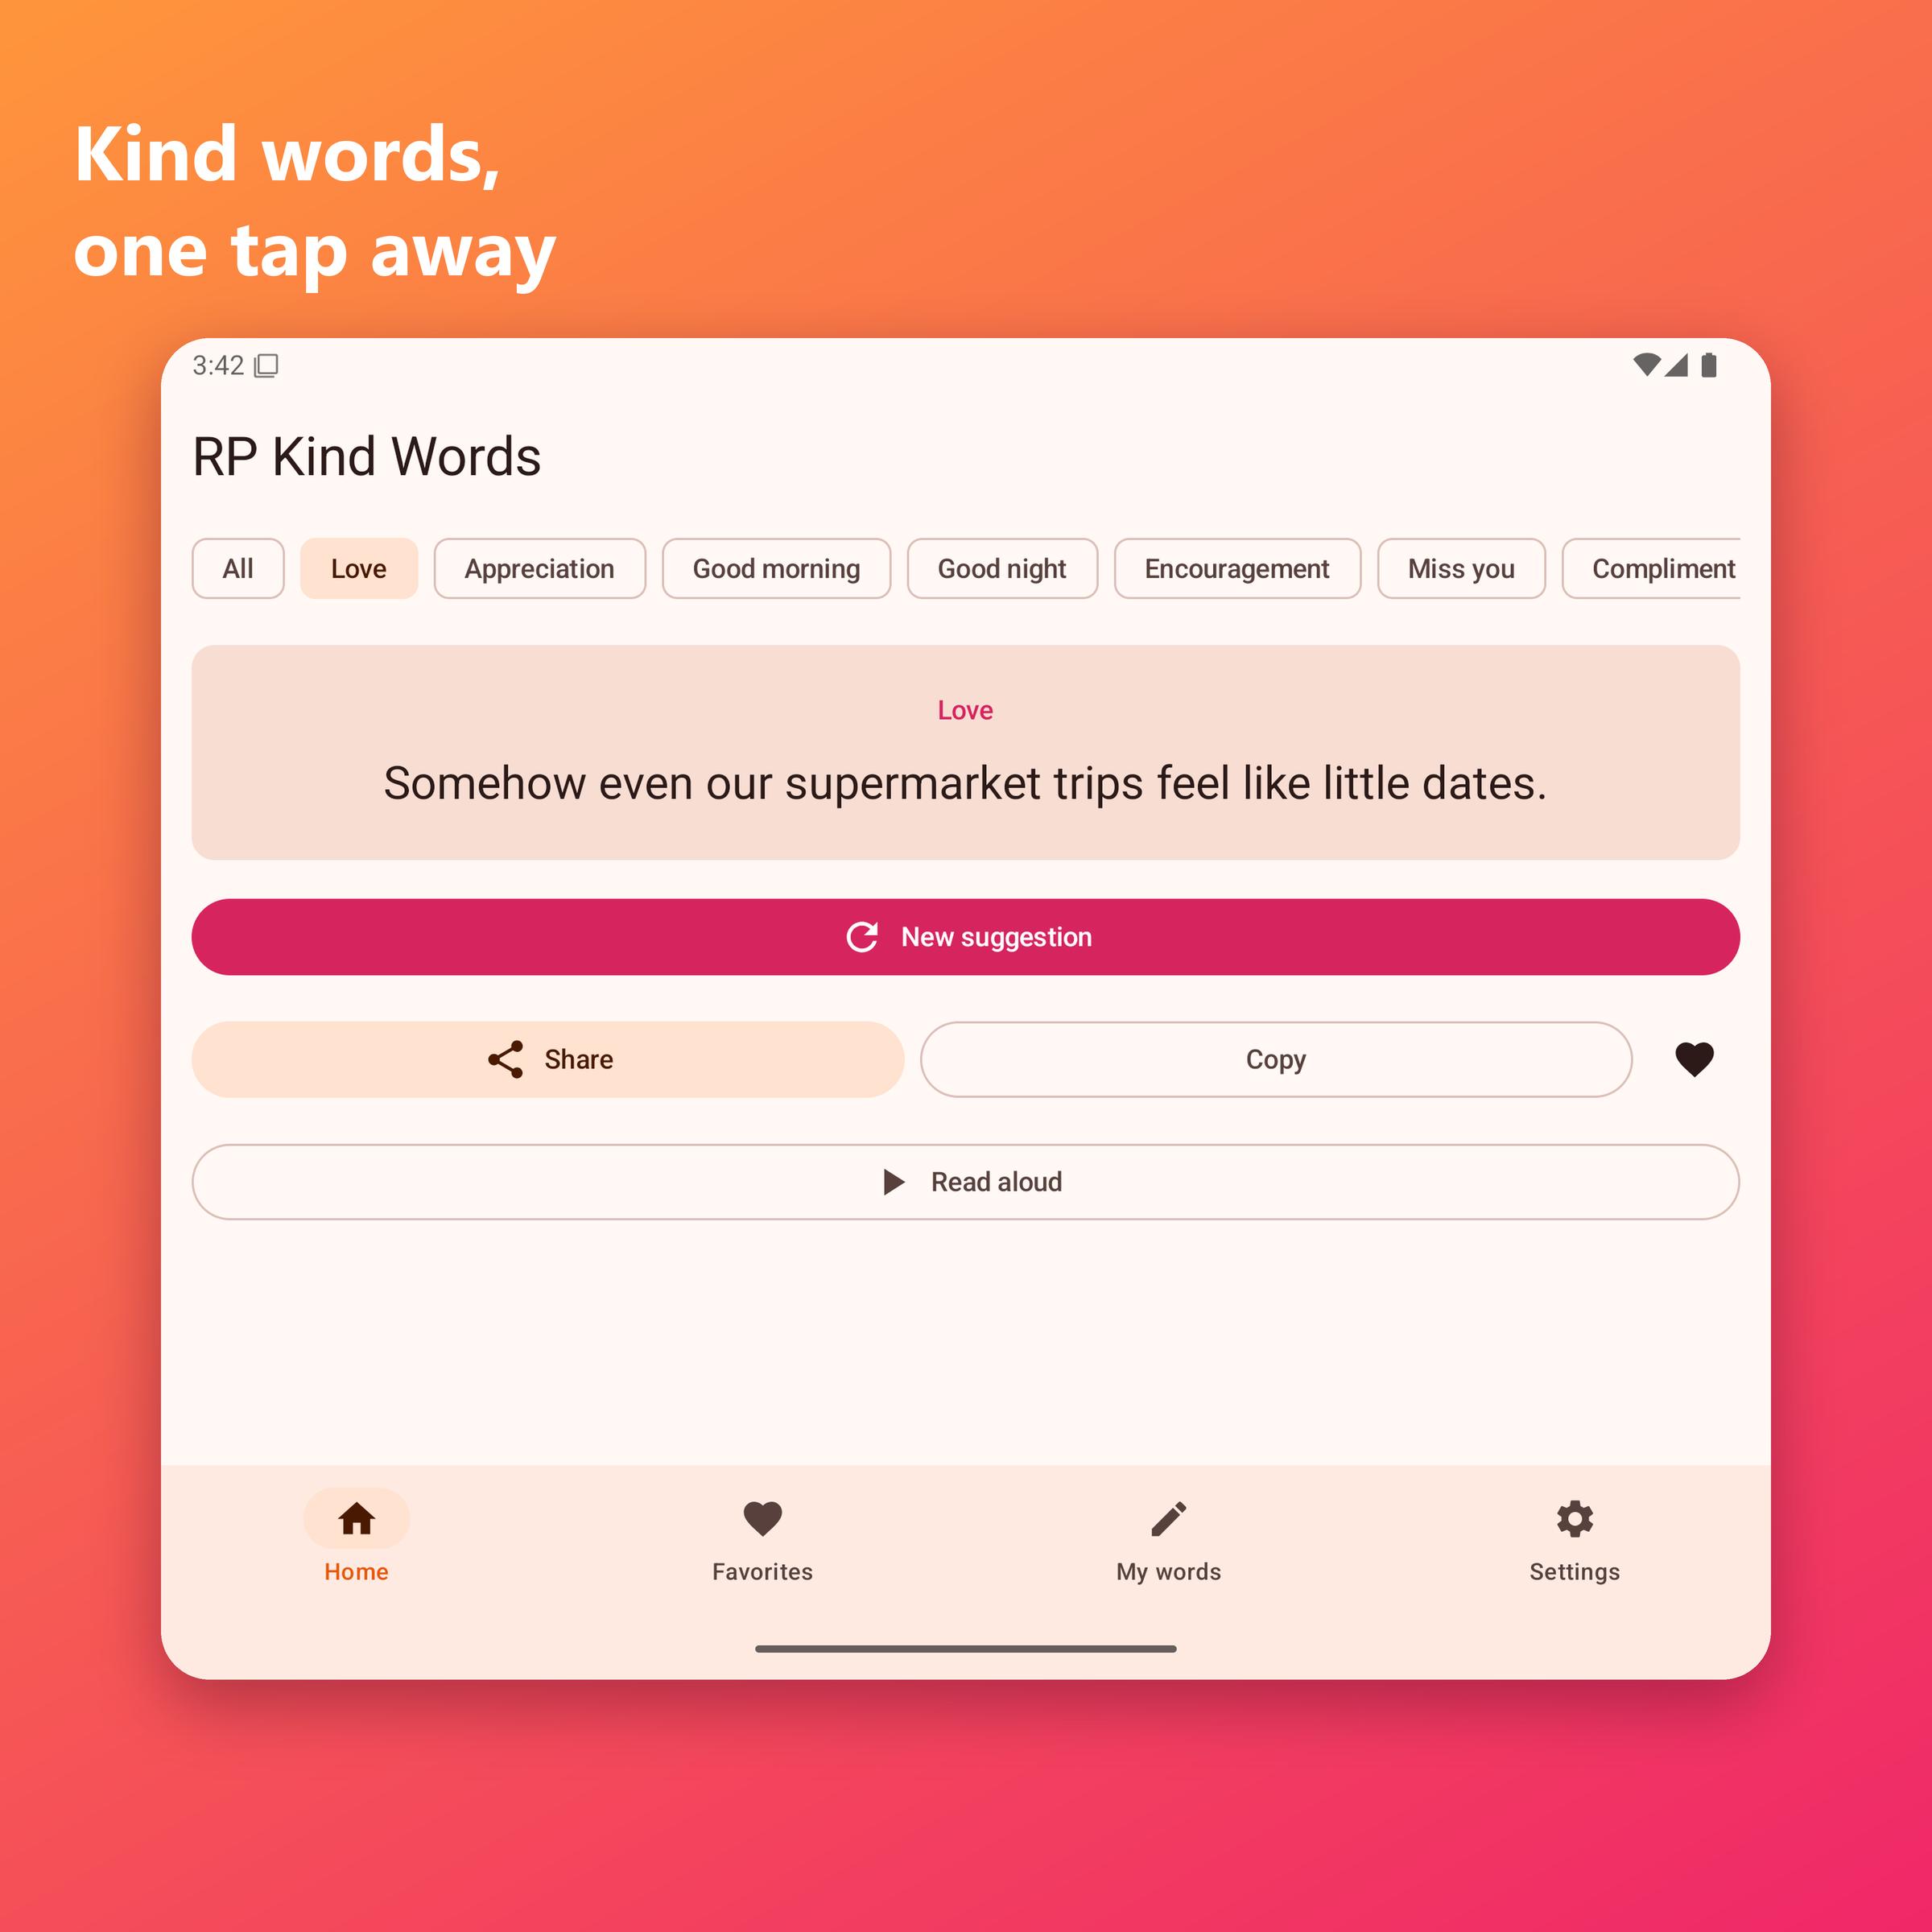 Kind words,
one tap away
3:42
RP Kind Words
All
Love
Appreciation
Good morning
Good night
Encouragement
Miss you
Compliment
Love
Somehow even our supermarket trips feel like little dates.
New suggestion
Share
Copy
Read aloud
Home
Favorites
My words
Settings